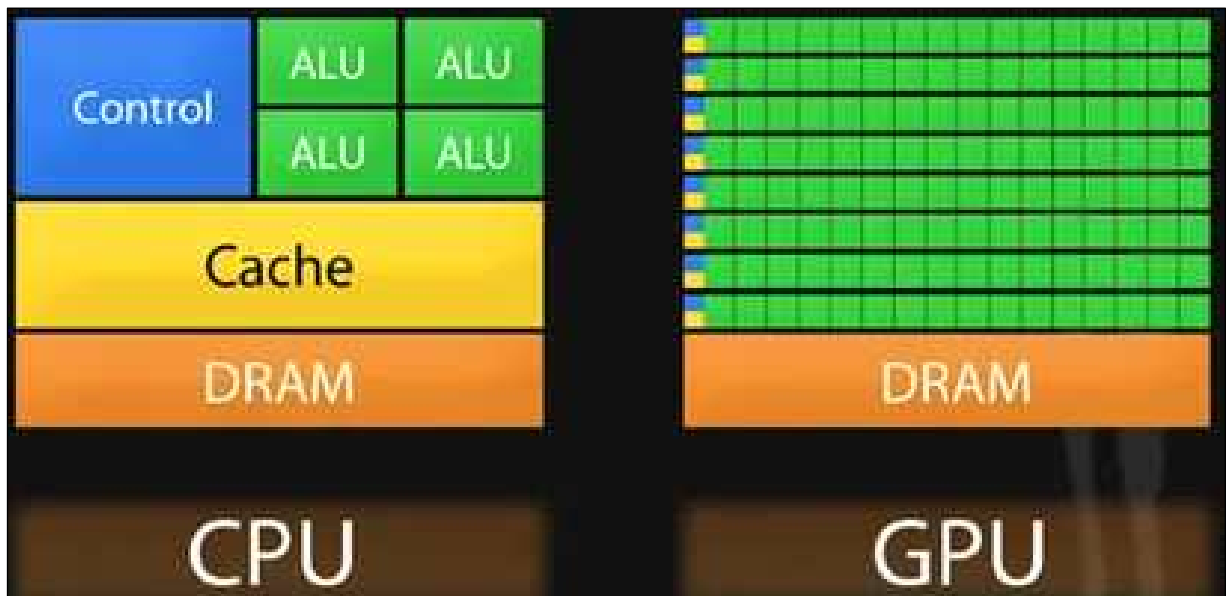 Control
ALU ALU
ALU ALU
Cache
DRAM
CPU
DRAM
GPU